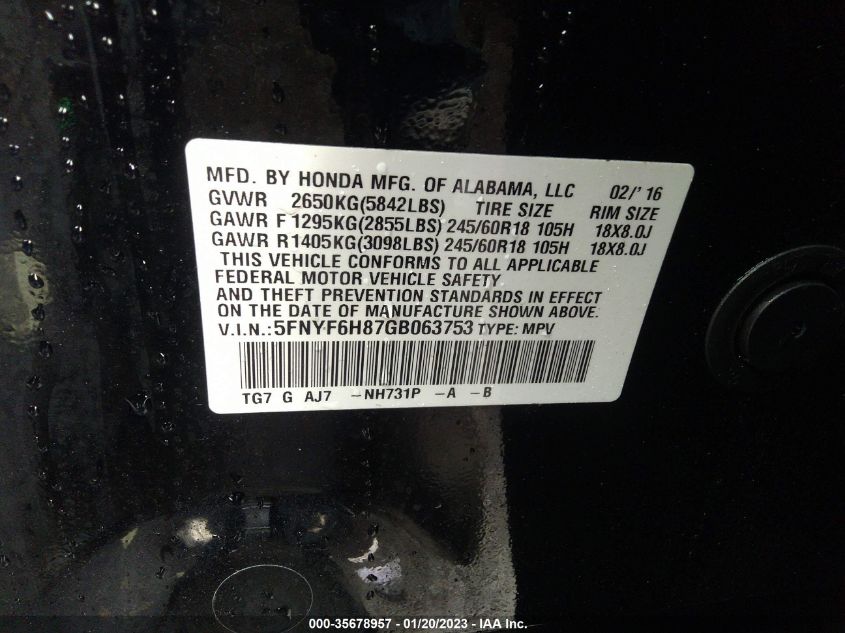 MFD. BY HONDA MFG. OF ALABAMA, LLC 02/' 16
GVWR 2650KG(5842LBS) TIRE SIZE RIM SIZE
GAWR F 1295KG(2855LBS) 245/60R18 105H 18X8.0J
GAWR R1405KG(3098LBS) 245/60R18 105H 18X8.0J
THIS VEHICLE CONFORMS TO ALL APPLICABLE
FEDERAL MOTOR VEHICLE SAFETY
AND THEFT PREVENTION STANDARDS IN EFFECT
ON THE DATE OF MANUFACTURE SHOWN ABOVE.
V.I.N.:5FNYF6H87GB063753 TYPE: MPV
TG7 G AJ7 -NH731P -A -B
000-35678957 - 01/20/2023 - IAA Inc.